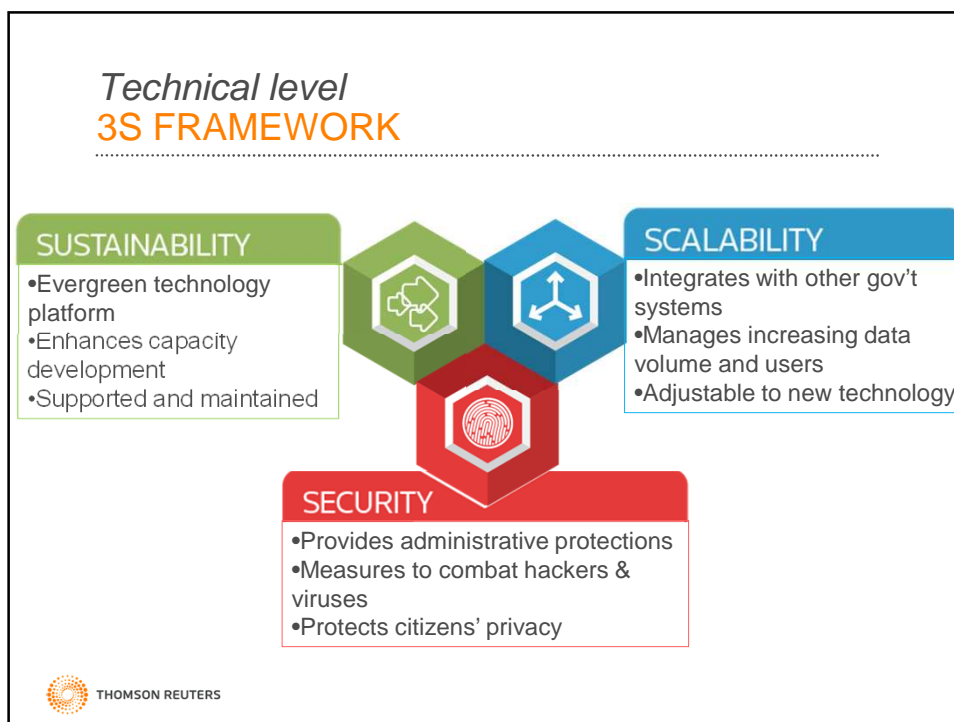 Technical level
3S FRAMEWORK
SUSTAINABILITY
•Evergreen technology
platform
•Enhances capacity
development
•Supported and maintained
SCALABILITY
•Integrates with other gov't
systems
•Manages increasing data
volume and users
•Adjustable to new technology
SECURITY
•Provides administrative protections
•Measures to combat hackers &
viruses
•Protects citizens' privacy
THOMSON REUTERS